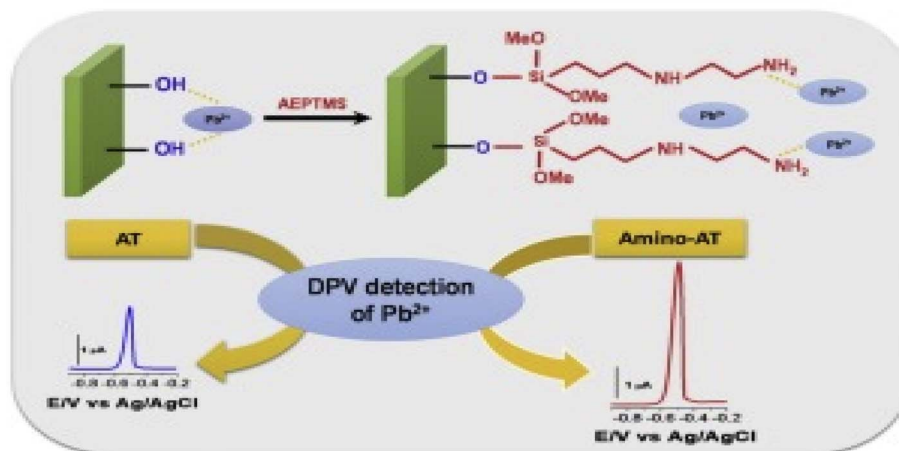 MeO
OH
Pb²⁺
OH
AEPTMS
O
Si
OMe
NH
NH₂
Pb²⁺
Pb²⁺
OMe
O
Si
OMe
NH
NH₂
Pb²⁺
AT
Amino-AT
DPV detection
of Pb²⁺
1 μA
-0.8 -0.6 -0.4 -0.2
E/V vs Ag/AgCl
1 μA
-0.8 -0.6 -0.4 -0.2
E/V vs Ag/AgCl